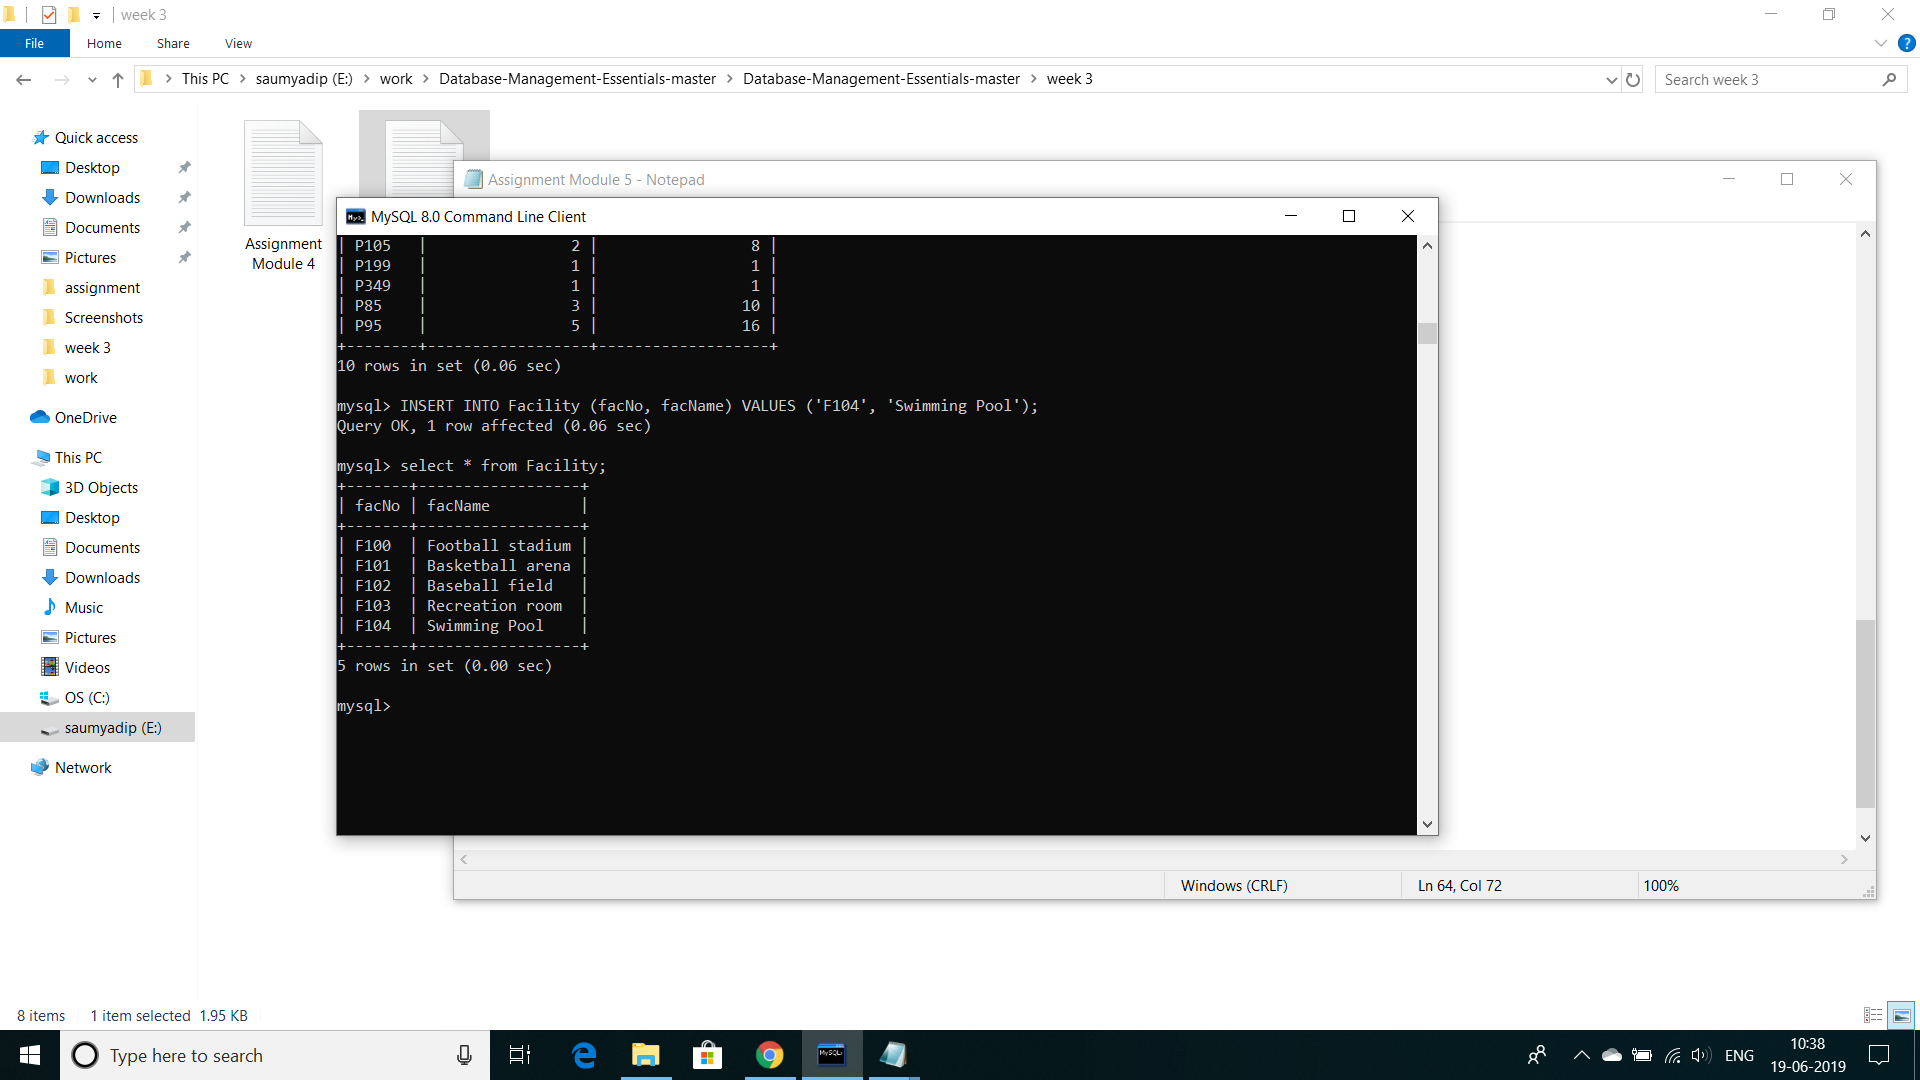 week 3
File Home Share View
This PC saumyadip (E:) work Database-Management-Essentials-master Database-Management-Essentials-master week 3
Search week 3
Quick access
Desktop
Downloads
Documents
Pictures
assignment
Screenshots
week 3
work
OneDrive
This PC
3D Objects
Desktop
Documents
Downloads
Music
Pictures
Videos
OS (C:)
saumyadip (E:)
Network
Assignment
Module 4
Assignment Module 5 - Notepad
MySQL 8.0 Command Line Client
| P105   |                2 |                 8 |
| P199   |                1 |                 1 |
| P349   |                1 |                 1 |
| P85    |                3 |                10 |
| P95    |                5 |                16 |
+--------+------------------+-------------------+
10 rows in set (0.06 sec)
mysql> INSERT INTO Facility (facNo, facName) VALUES ('F104', 'Swimming Pool');
Query OK, 1 row affected (0.06 sec)
mysql> select * from Facility;
+-------+------------------+
| facNo | facName          |
+-------+------------------+
| F100  | Football stadium |
| F101  | Basketball arena |
| F102  | Baseball field   |
| F103  | Recreation room  |
| F104  | Swimming Pool    |
+-------+------------------+
5 rows in set (0.00 sec)
mysql>
Windows (CRLF) Ln 64, Col 72 100%
8 items 1 item selected 1.95 KB
Type here to search
ENG
10:38
19-06-2019